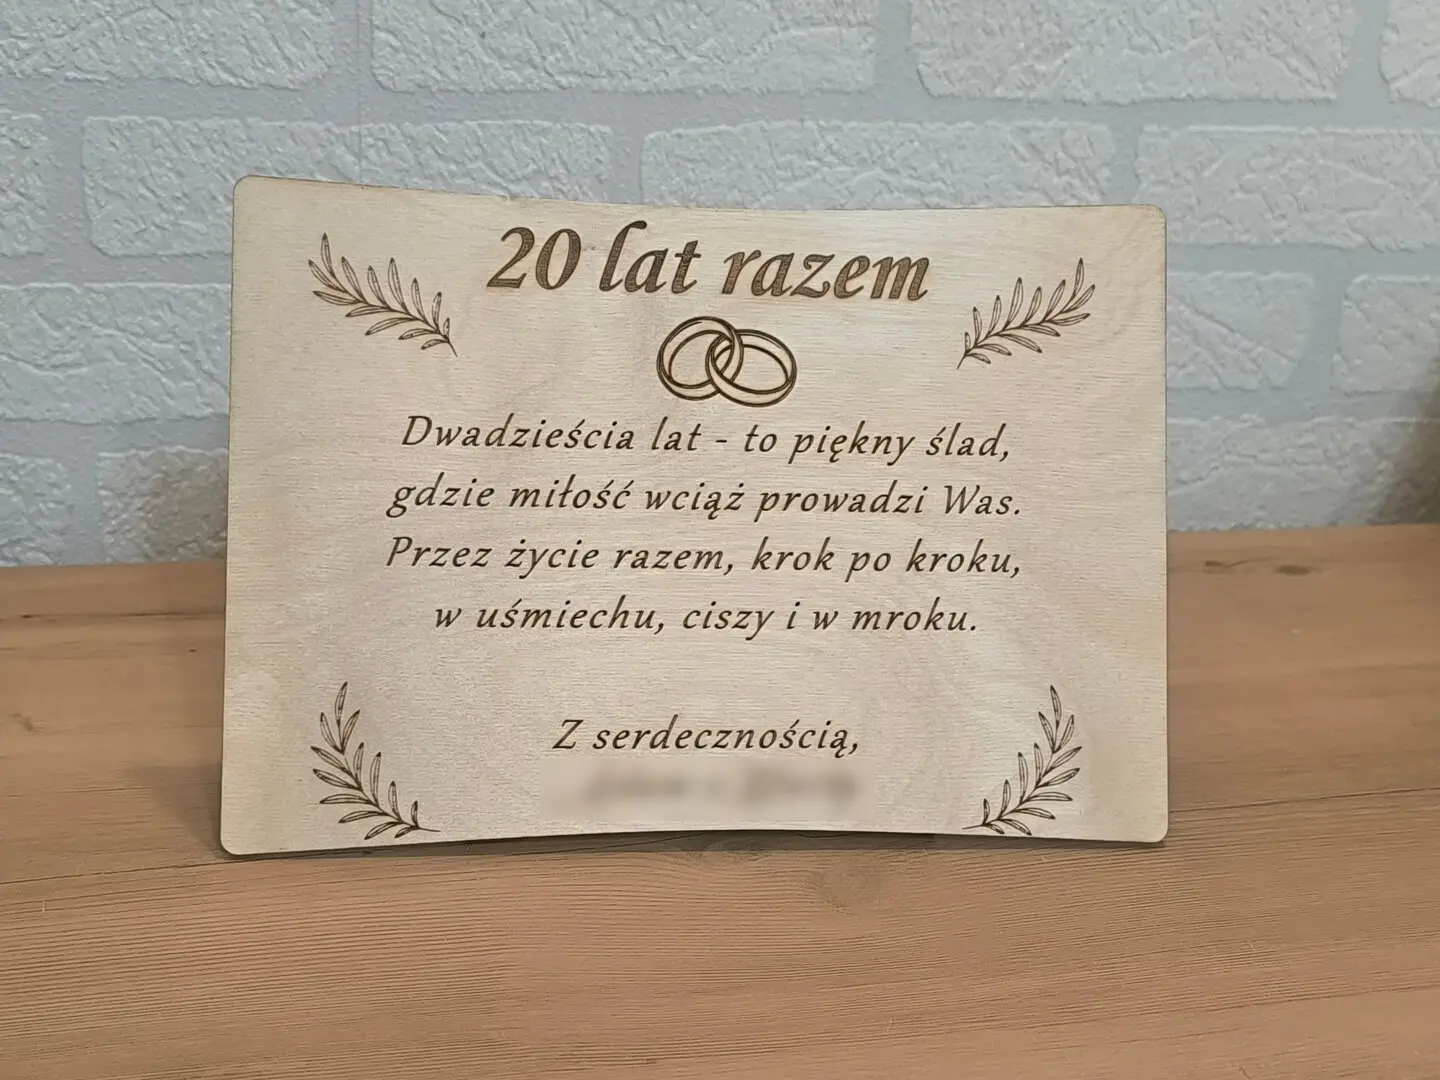 20 lat razem
Dwadzieścia lat - to piękny ślad,
gdzie miłość wciąż prowadzi Was.
Przez życie razem, krok po kroku,
w uśmiechu, ciszy i w mroku.
Z serdecznością,